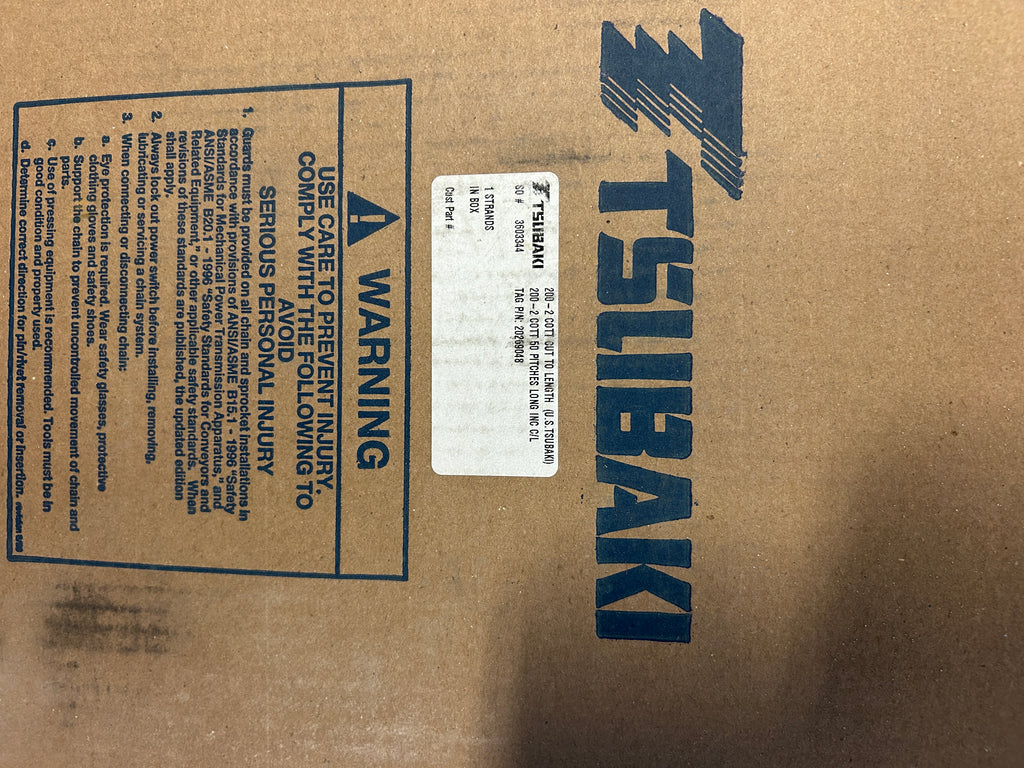 TSUBAKI
TSUBAKI
SO # 3603344
1 STRANDS
IN BOX
Cust Part #
200-2 COTT CUT TO LENGTH (U.S.TSUBAKI)
200-2 COTT 50 PITCHES LONG INC C/L
TAG P/N: 20269048
WARNING
USE CARE TO PREVENT INJURY.
COMPLY WITH THE FOLLOWING TO
AVOID
SERIOUS PERSONAL INJURY
1. Guards must be provided on all chain and sprocket installations in
accordance with provisions of ANSI/ASME B15.1 - 1996 "Safety
Standards for Mechanical Power Transmission Apparatus," and
ANSI/ASME B20.1 - 1996 "Safety Standards for Conveyors and
Related Equipment," or other applicable safety standards. When
revisions of these standards are published, the updated edition
shall apply.
2. Always lock out power switch before installing, removing,
lubricating or servicing a chain system.
3. When connecting or disconnecting chain:
a. Eye protection is required. Wear safety glasses, protective
clothing gloves and safety shoes.
b. Support the chain to prevent uncontrolled movement of chain and
parts.
c. Use of pressing equipment is recommended. Tools must be in
good condition and property used.
d. Determine correct direction for pin/rivet removal or insertion.